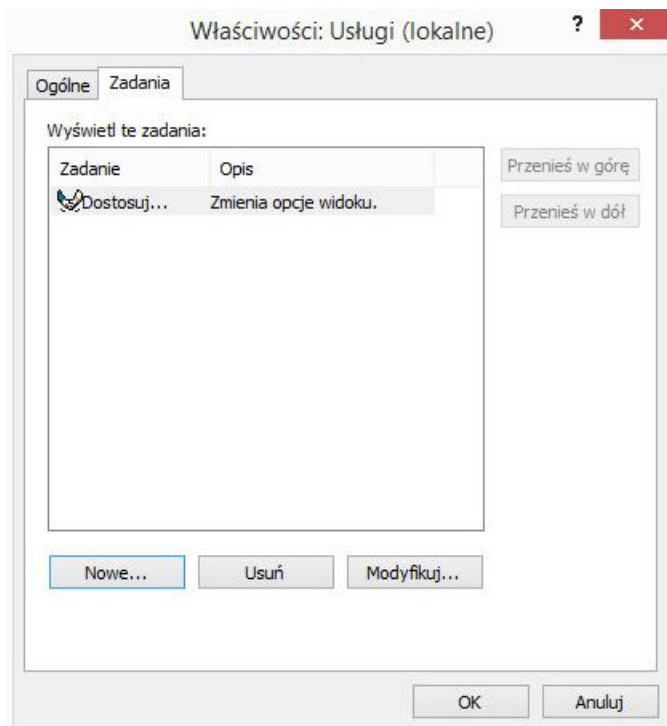 Właściwości: Usługi (lokalne)
?
Ogólne Zadania
Wyświetl te zadania:
Zadanie Opis
Dostosuj... Zmienia opcje widoku.
Przenieś w górę
Przenieś w dół
Nowe... Usuń Modyfikuj...
OK Anuluj